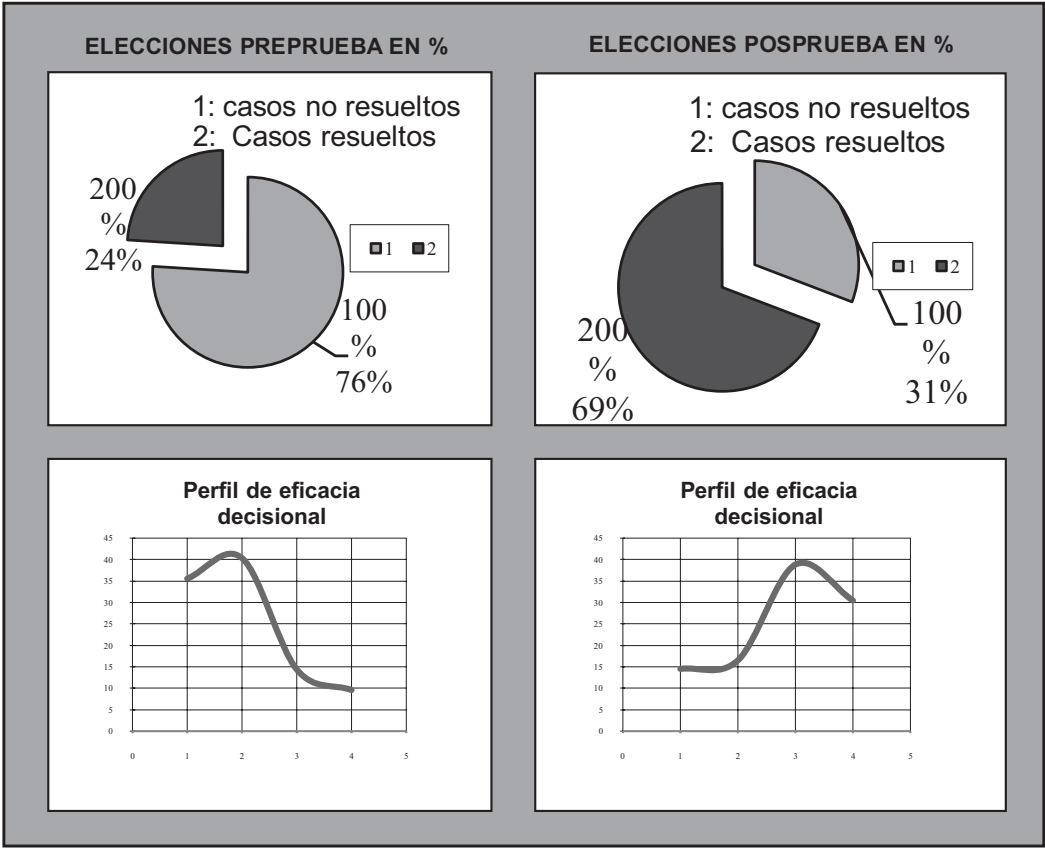 ELECCIONES PREPRUEBA EN %
1: casos no resueltos
2: Casos resueltos
200
%
24%
1 2
100
%
76%
ELECCIONES POSPRUEBA EN %
1: casos no resueltos
2: Casos resueltos
1 2
200
%
69%
100
%
31%
Perfil de eficacia
decisional
45
40
35
30
25
20
15
10
5
0
0 1 2 3 4 5
Perfil de eficacia
decisional
45
40
35
30
25
20
15
10
5
0
0 1 2 3 4 5